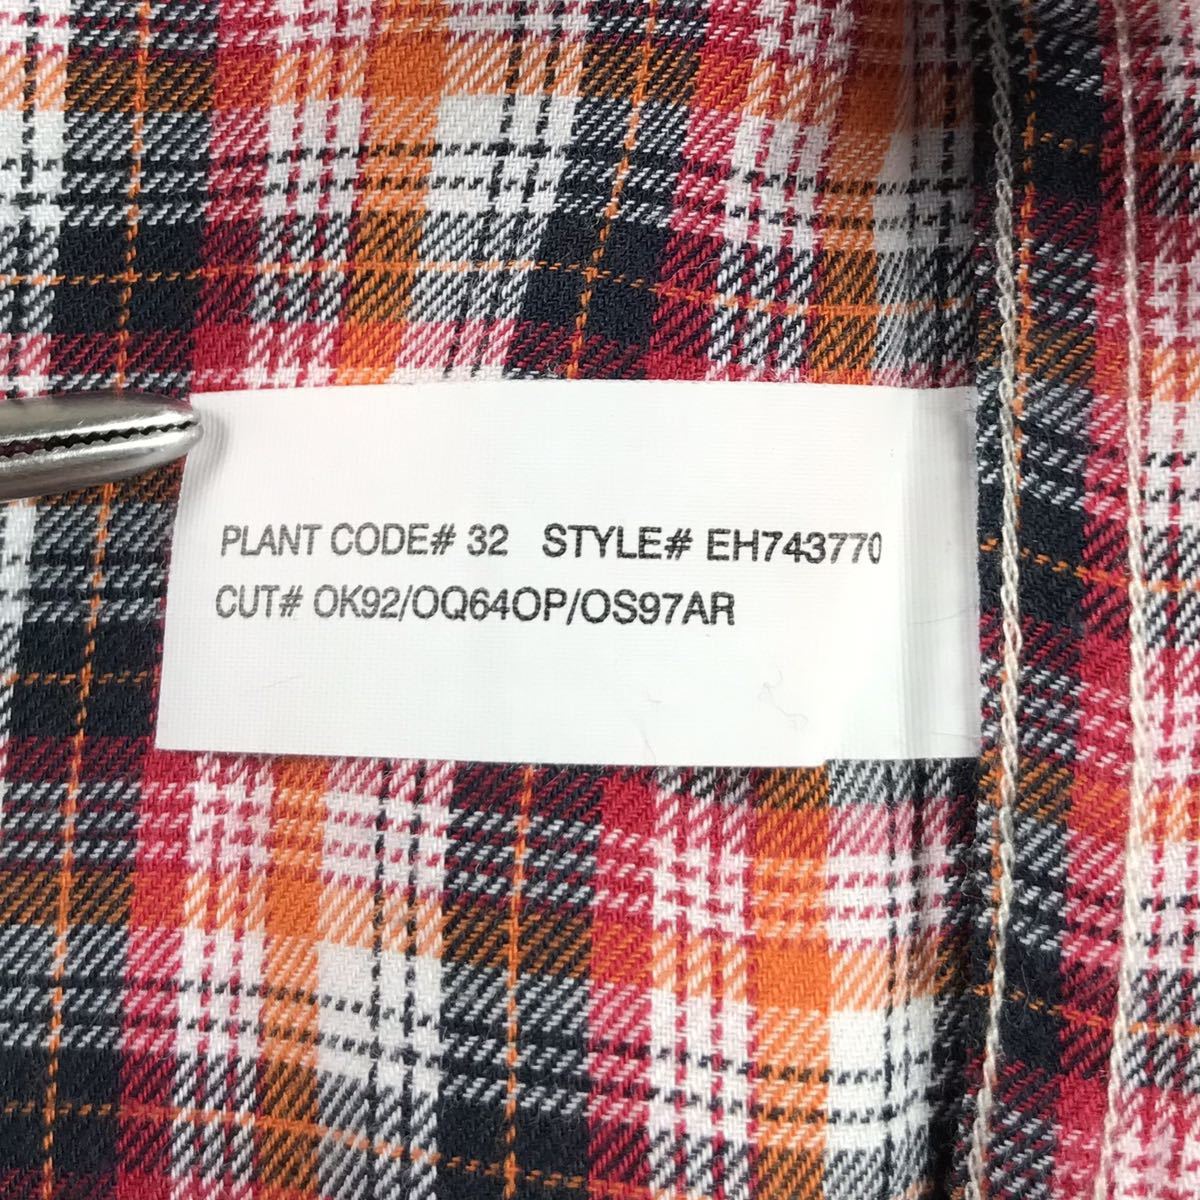 PLANT CODE# 32 STYLE# EH743770
CUT# OK92/OQ64OP/OS97AR